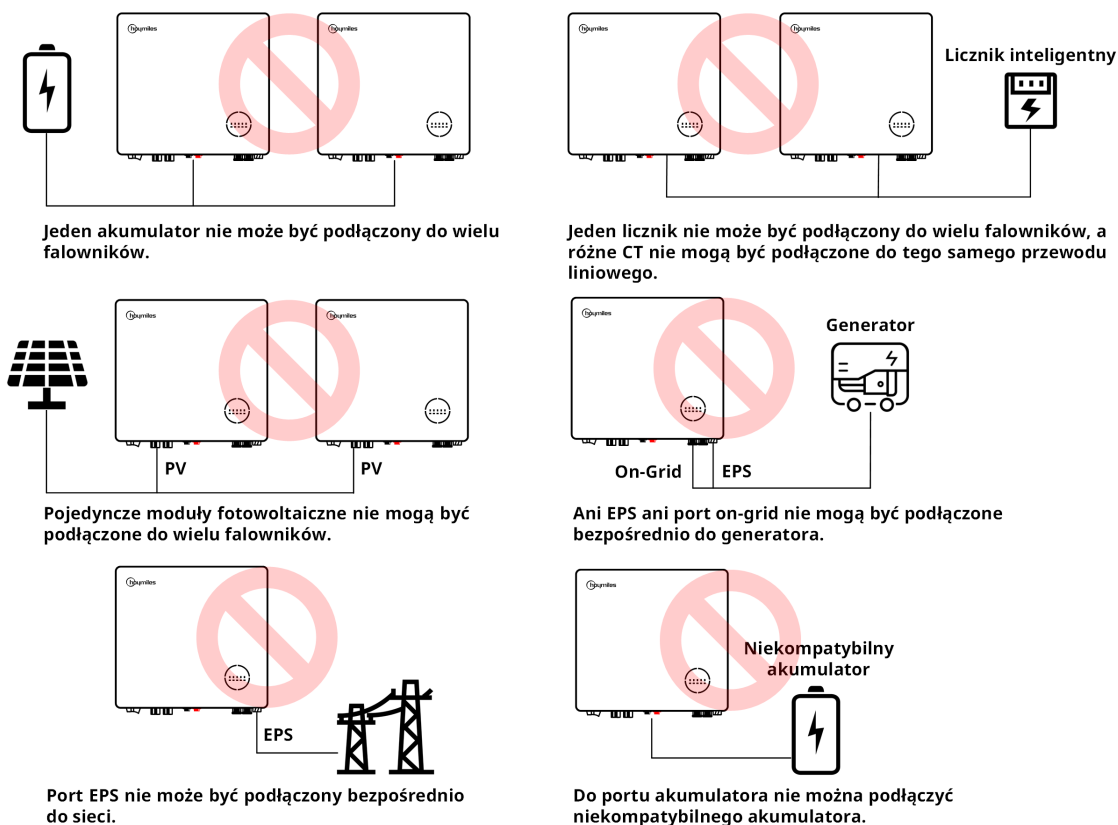 hoymiles
hoymiles
Jeden akumulator nie może być podłączony do wielu
falowników.
hoymiles
hoymiles
Licznik inteligentny
Jeden licznik nie może być podłączony do wielu falowników, a
różne CT nie mogą być podłączone do tego samego przewodu
liniowego.
hoymiles
hoymiles
PV
PV
Pojedyncze moduły fotowoltaiczne nie mogą być
podłączone do wielu falowników.
hoymiles
Generator
On-Grid
EPS
Ani EPS ani port on-grid nie mogą być podłączone
bezpośrednio do generatora.
hoymiles
EPS
Port EPS nie może być podłączony bezpośrednio
do sieci.
hoymiles
Niekompatybilny
akumulator
Do portu akumulatora nie można podłączyć
niekompatybilnego akumulatora.